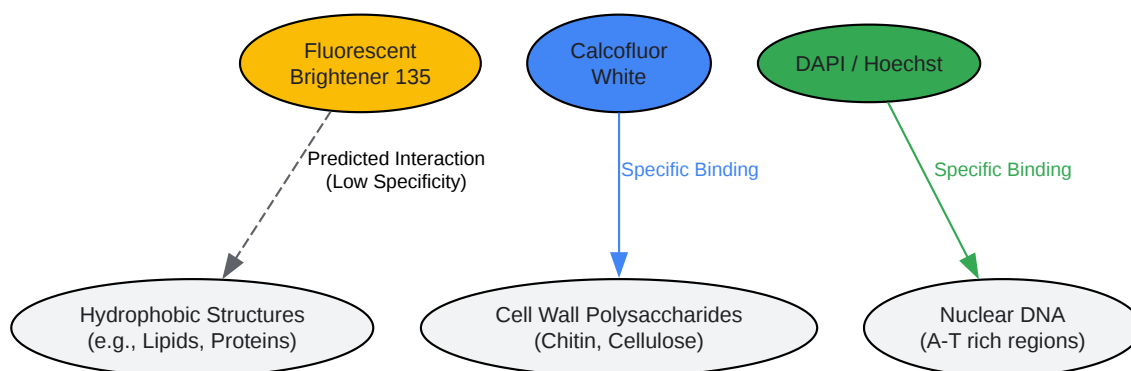 Fluorescent
Brightener 135
Calcofluor
White
DAPI / Hoechst
Predicted Interaction
(Low Specificity)
Specific Binding
Specific Binding
Hydrophobic Structures
(e.g., Lipids, Proteins)
Cell Wall Polysaccharides
(Chitin, Cellulose)
Nuclear DNA
(A-T rich regions)